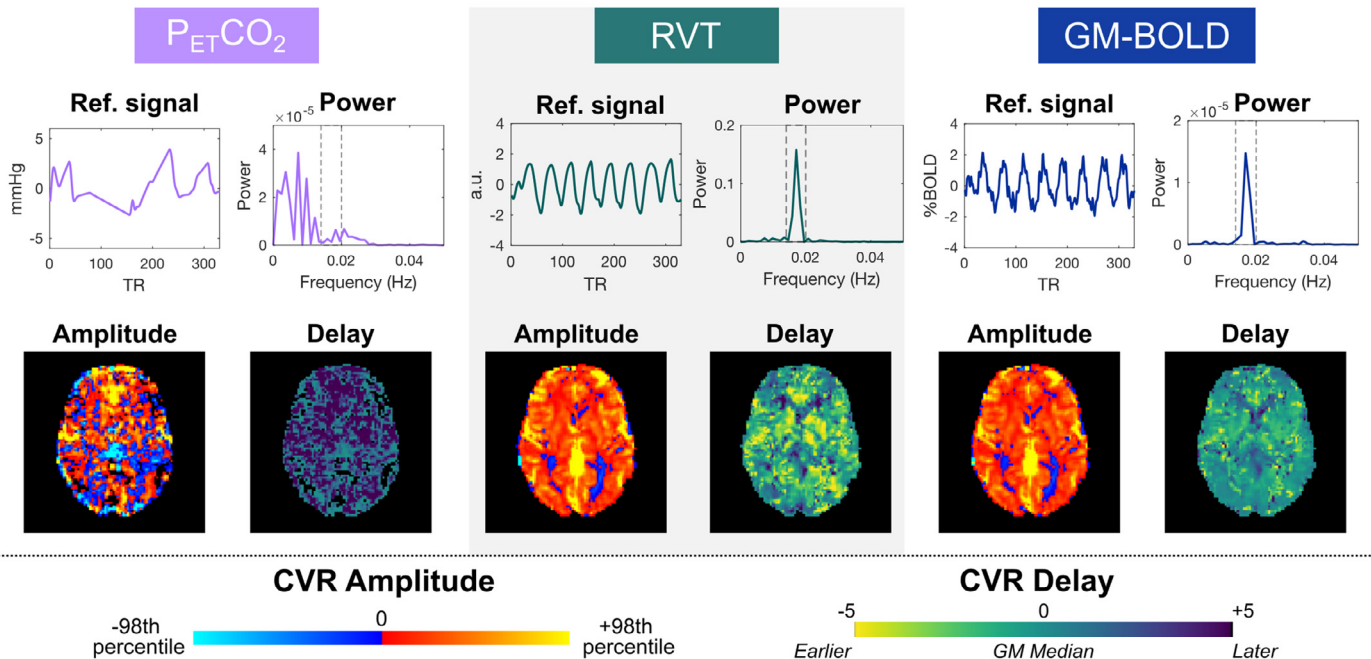 P_ETCO_2
RVT
GM-BOLD
Ref. signal
Power
× 10^-5
5
0
-5
mmHg
0 100 200 300
TR
6
4
2
0
0 0.02 0.04
Frequency (Hz)
Ref. signal
Power
4
2
0
-2
-4
a.u.
0 100 200 300
TR
0.2
0.1
0
Power
0 0.02 0.04
Frequency (Hz)
Ref. signal
Power
× 10^-5
4
2
0
-2
-4
%BOLD
0 100 200 300
TR
2
1
0
Power
0 0.02 0.04
Frequency (Hz)
Amplitude
Delay
Amplitude
Delay
Amplitude
Delay
CVR Amplitude
-98th
percentile
0
+98th
percentile
CVR Delay
-5 0 +5
Earlier GM Median Later